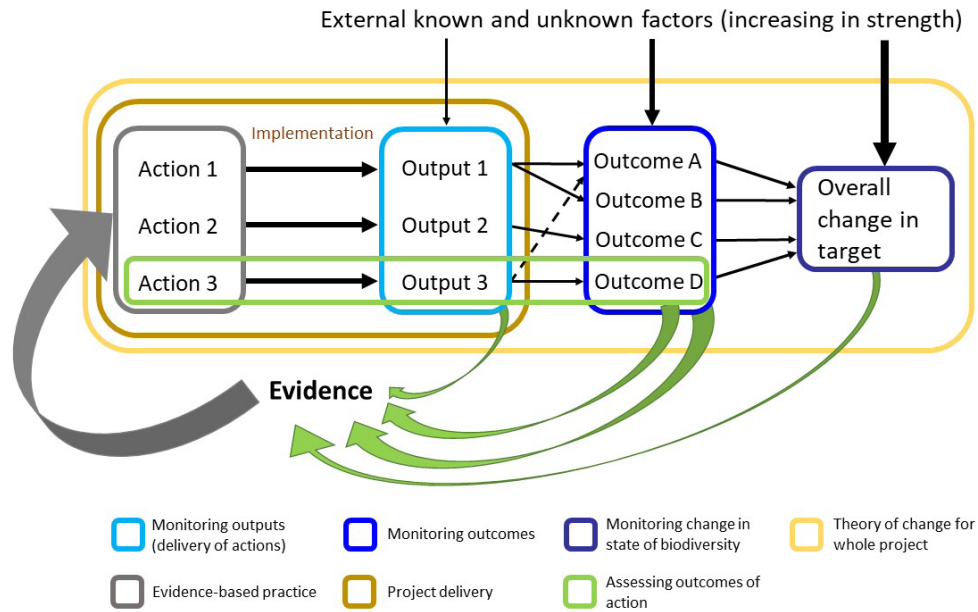 External known and unknown factors (increasing in strength)
Implementation
Action 1
Output 1
Outcome A
Outcome B
Overall
change in
target
Action 2
Output 2
Outcome C
Action 3
Output 3
Outcome D
Evidence
Monitoring outputs
(delivery of actions)
Monitoring outcomes
Monitoring change in
state of biodiversity
Theory of change for
whole project
Evidence-based practice
Project delivery
Assessing outcomes of
action